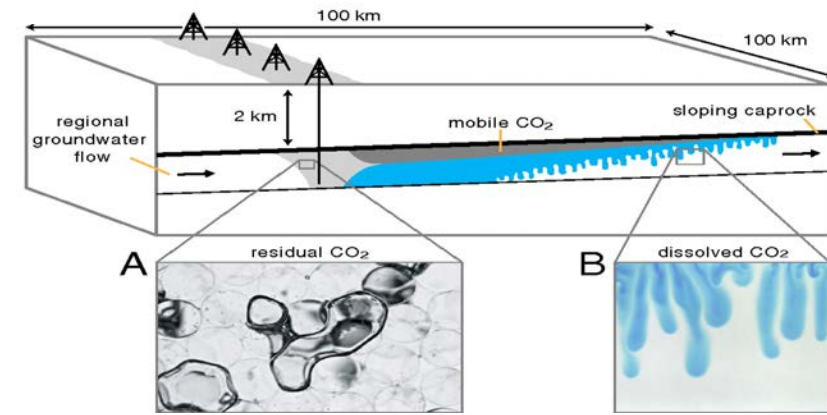 100 km
100 km
2 km
regional
groundwater
flow
mobile CO₂
sloping caprock
A
residual CO₂
B
dissolved CO₂